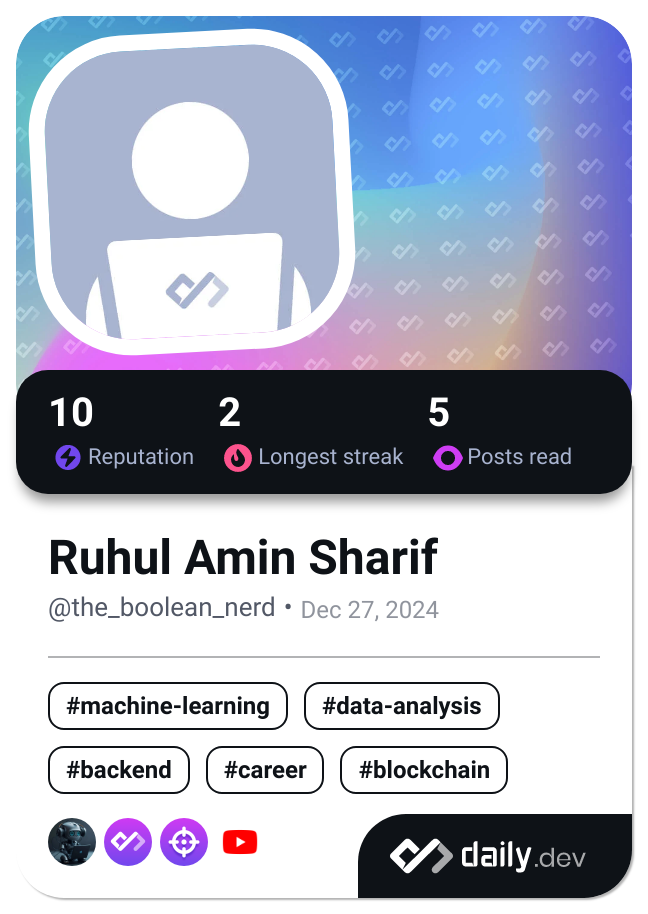 10 2 5
Reputation Longest streak Posts read
Ruhul Amin Sharif
@the_boolean_nerd • Dec 27, 2024
#machine-learning #data-analysis
#backend #career #blockchain
daily.dev